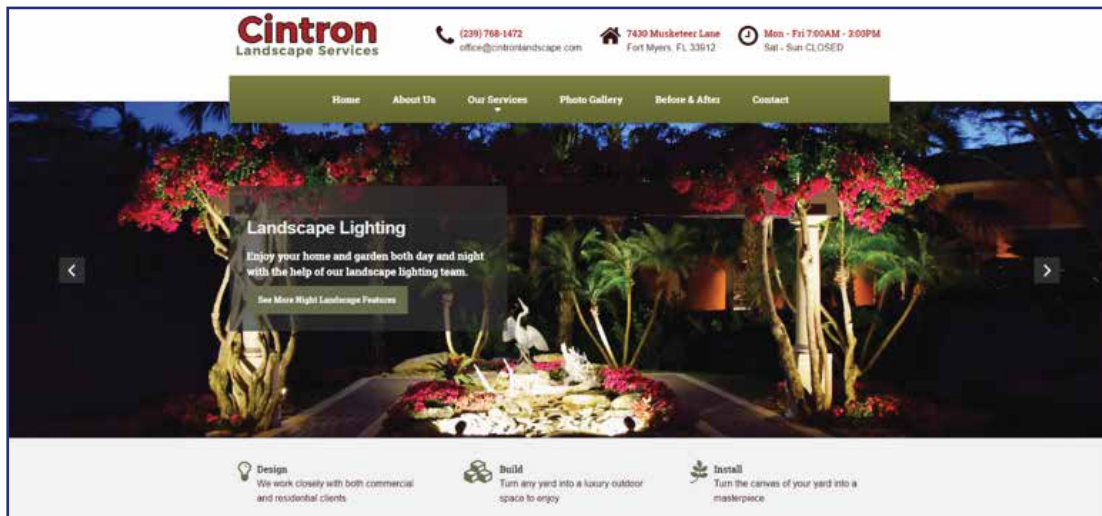 Cintron
Landscape Services
(239) 768-1472
office@cintronlandscape.com
7430 Musketeer Lane
Fort Myers, FL 33912
Mon - Fri 7:00AM - 3:00PM
Sat - Sun CLOSED
Home About Us Our Services Photo Gallery Before & After Contact
Landscape Lighting
Enjoy your home and garden both day and night
with the help of our landscape lighting team.
See More Night Landscape Features
Design
We work closely with both commercial
and residential clients
Build
Turn any yard into a luxury outdoor
space to enjoy
Install
Turn the canvas of your yard into a
masterpiece